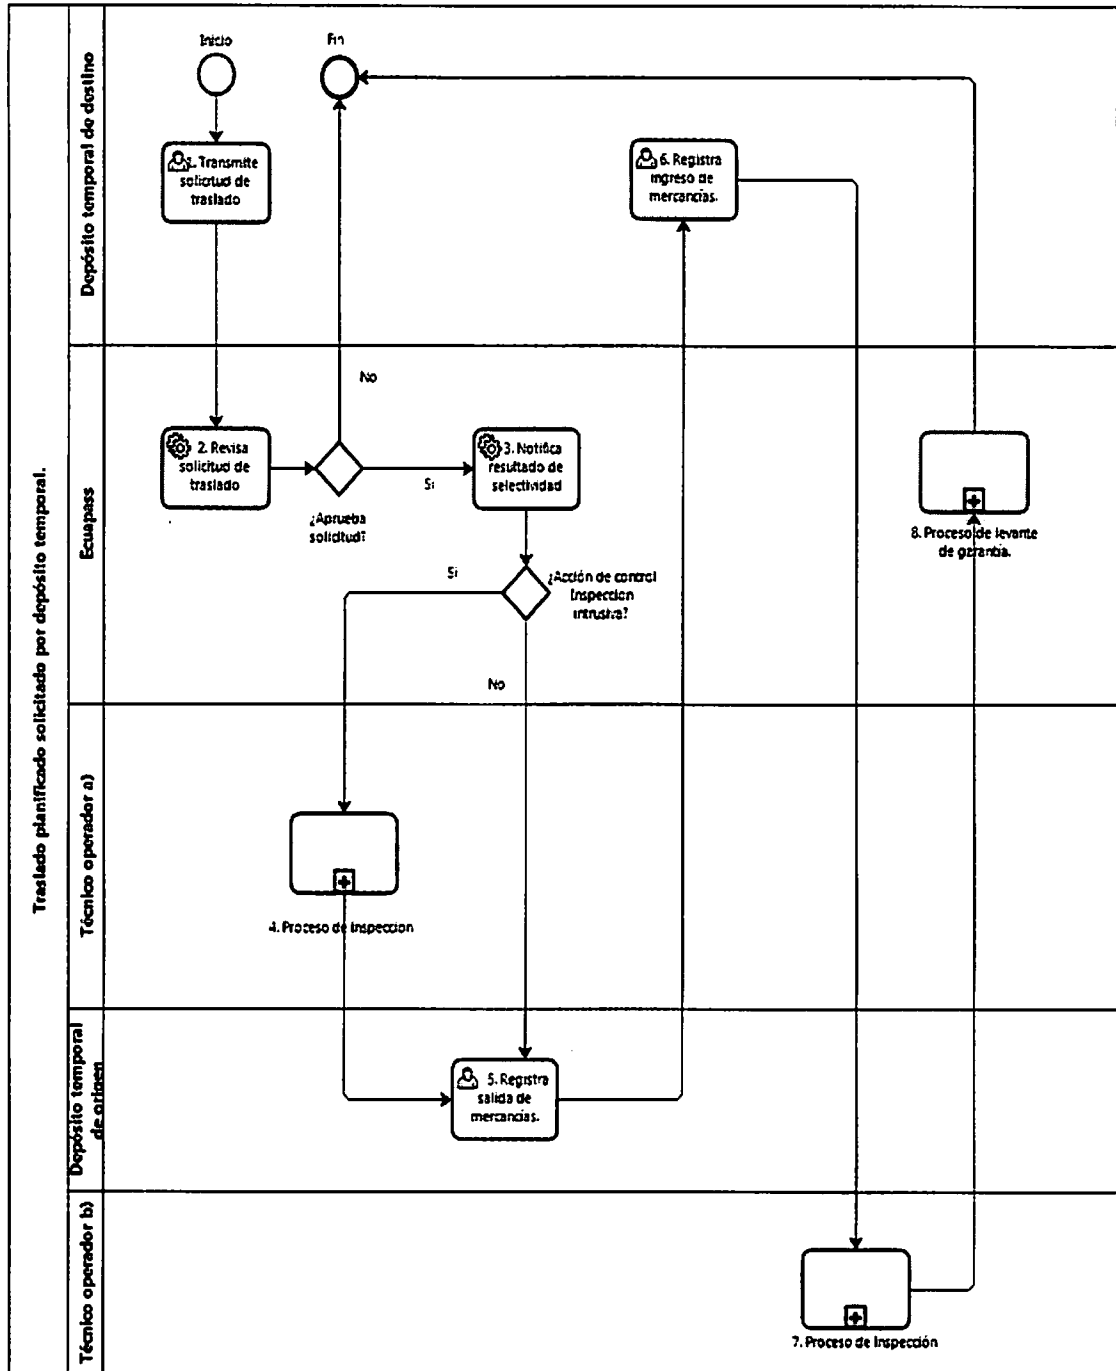 Traslado planificado solicitado por depósito temporal.
Depósito temporal de destino
Inicio
Fin
1. Transmite
solicitud de
traslado
6. Registra
ingreso de
mercancías.
Ecuapass
No
2. Revisa
solicitud de
traslado
¿Aprueba
solicitud?
Si
3. Notifica
resultado de
selectividad
Si
¿Acción de control
Inspeccion
intrusiva?
No
8. Proceso de levante
de garantía.
Técnico operador a)
4. Proceso de Inspeccion
Depósito temporal
de origen
5. Registra
salida de
mercancías.
Técnico operador b)
7. Proceso de Inspección